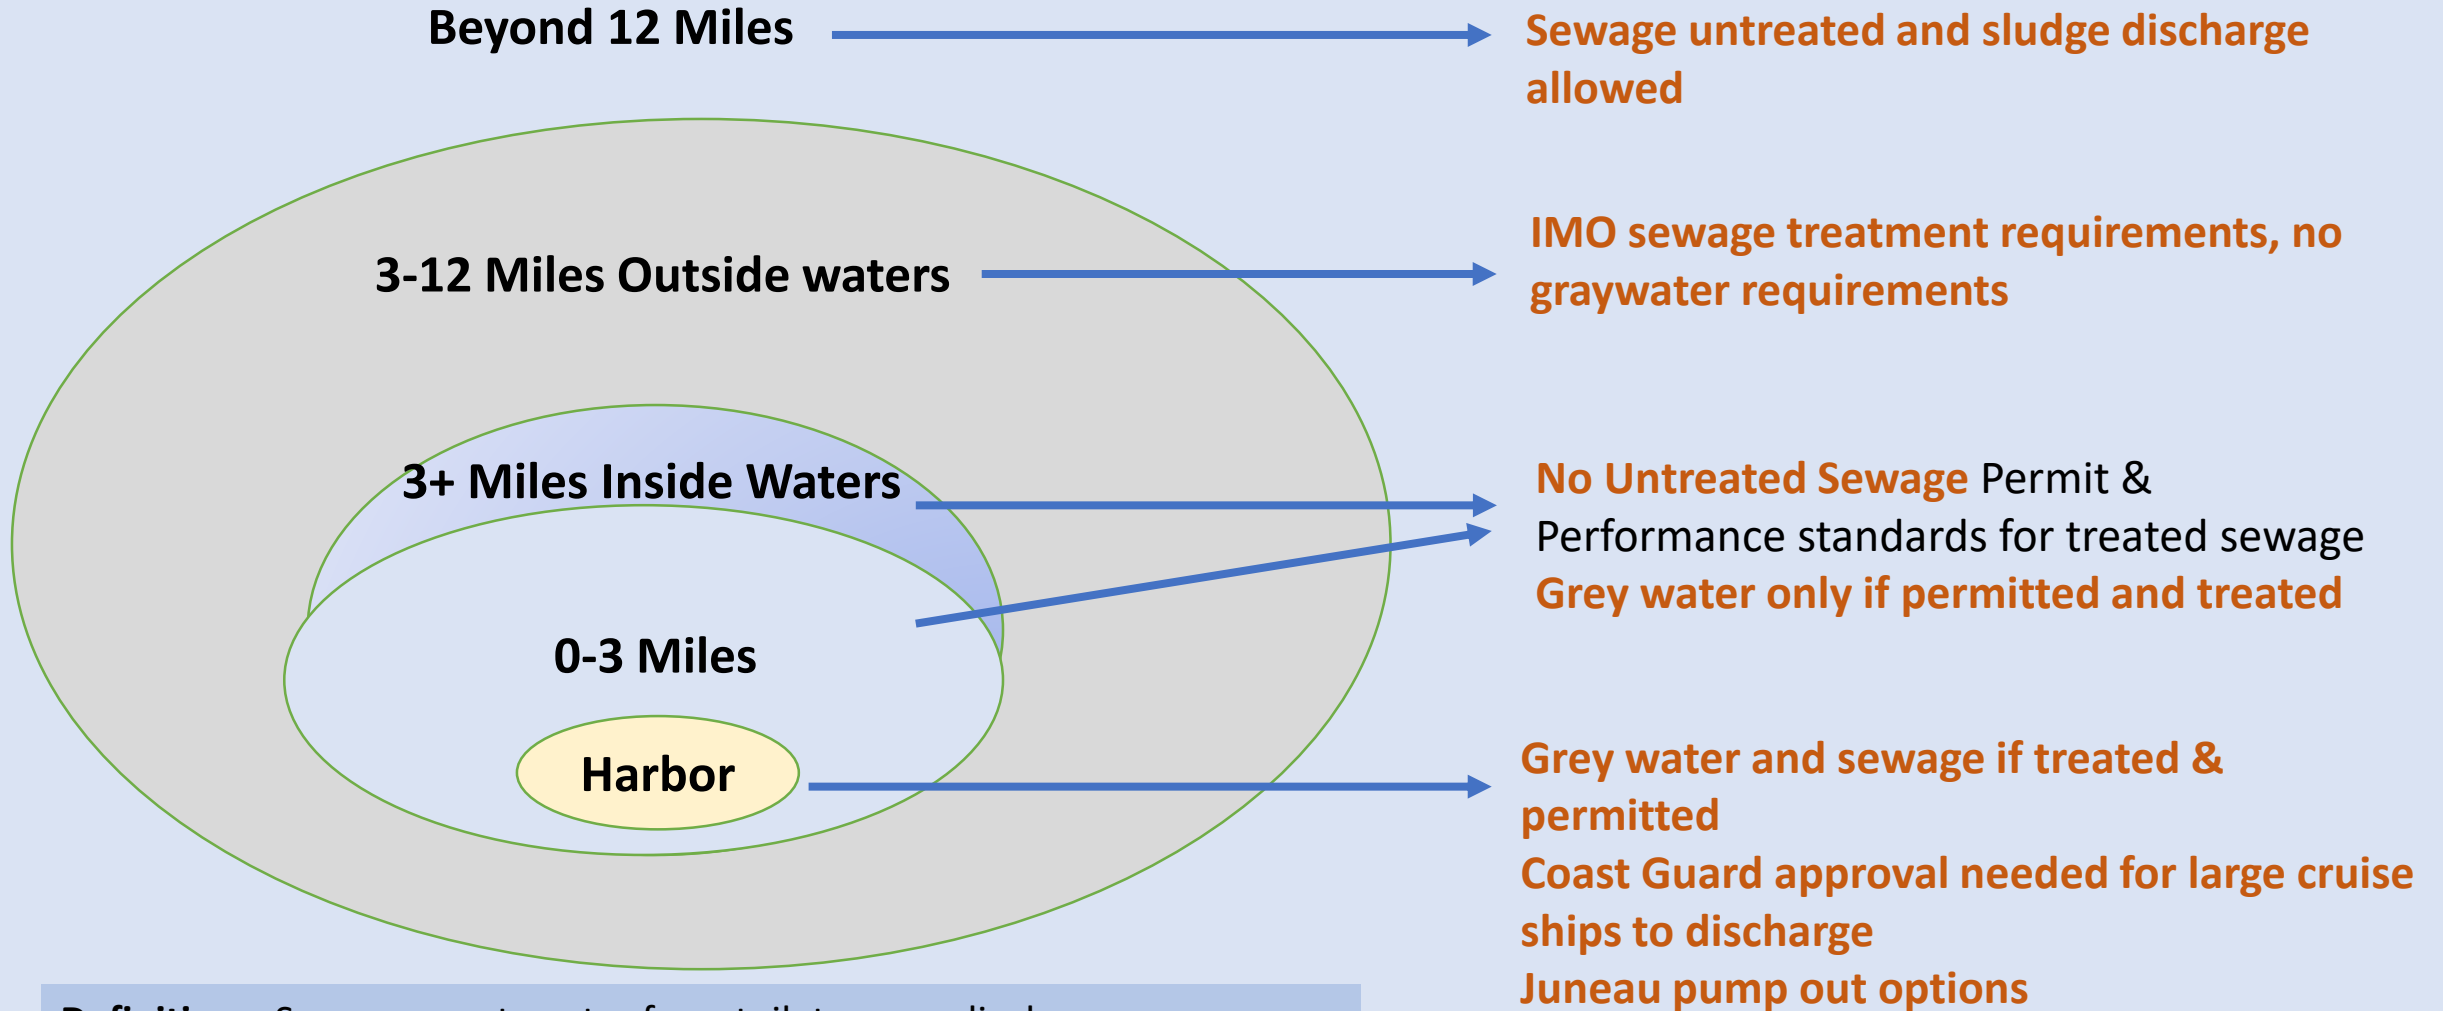 Beyond 12 Miles
Sewage untreated and sludge discharge
allowed
3-12 Miles Outside waters
IMO sewage treatment requirements, no
graywater requirements
3+ Miles Inside Waters
No Untreated Sewage Permit &
Performance standards for treated sewage
Grey water only if permitted and treated
0-3 Miles
Harbor
Grey water and sewage if treated &
permitted
Coast Guard approval needed for large cruise
ships to discharge
Juneau pump out options